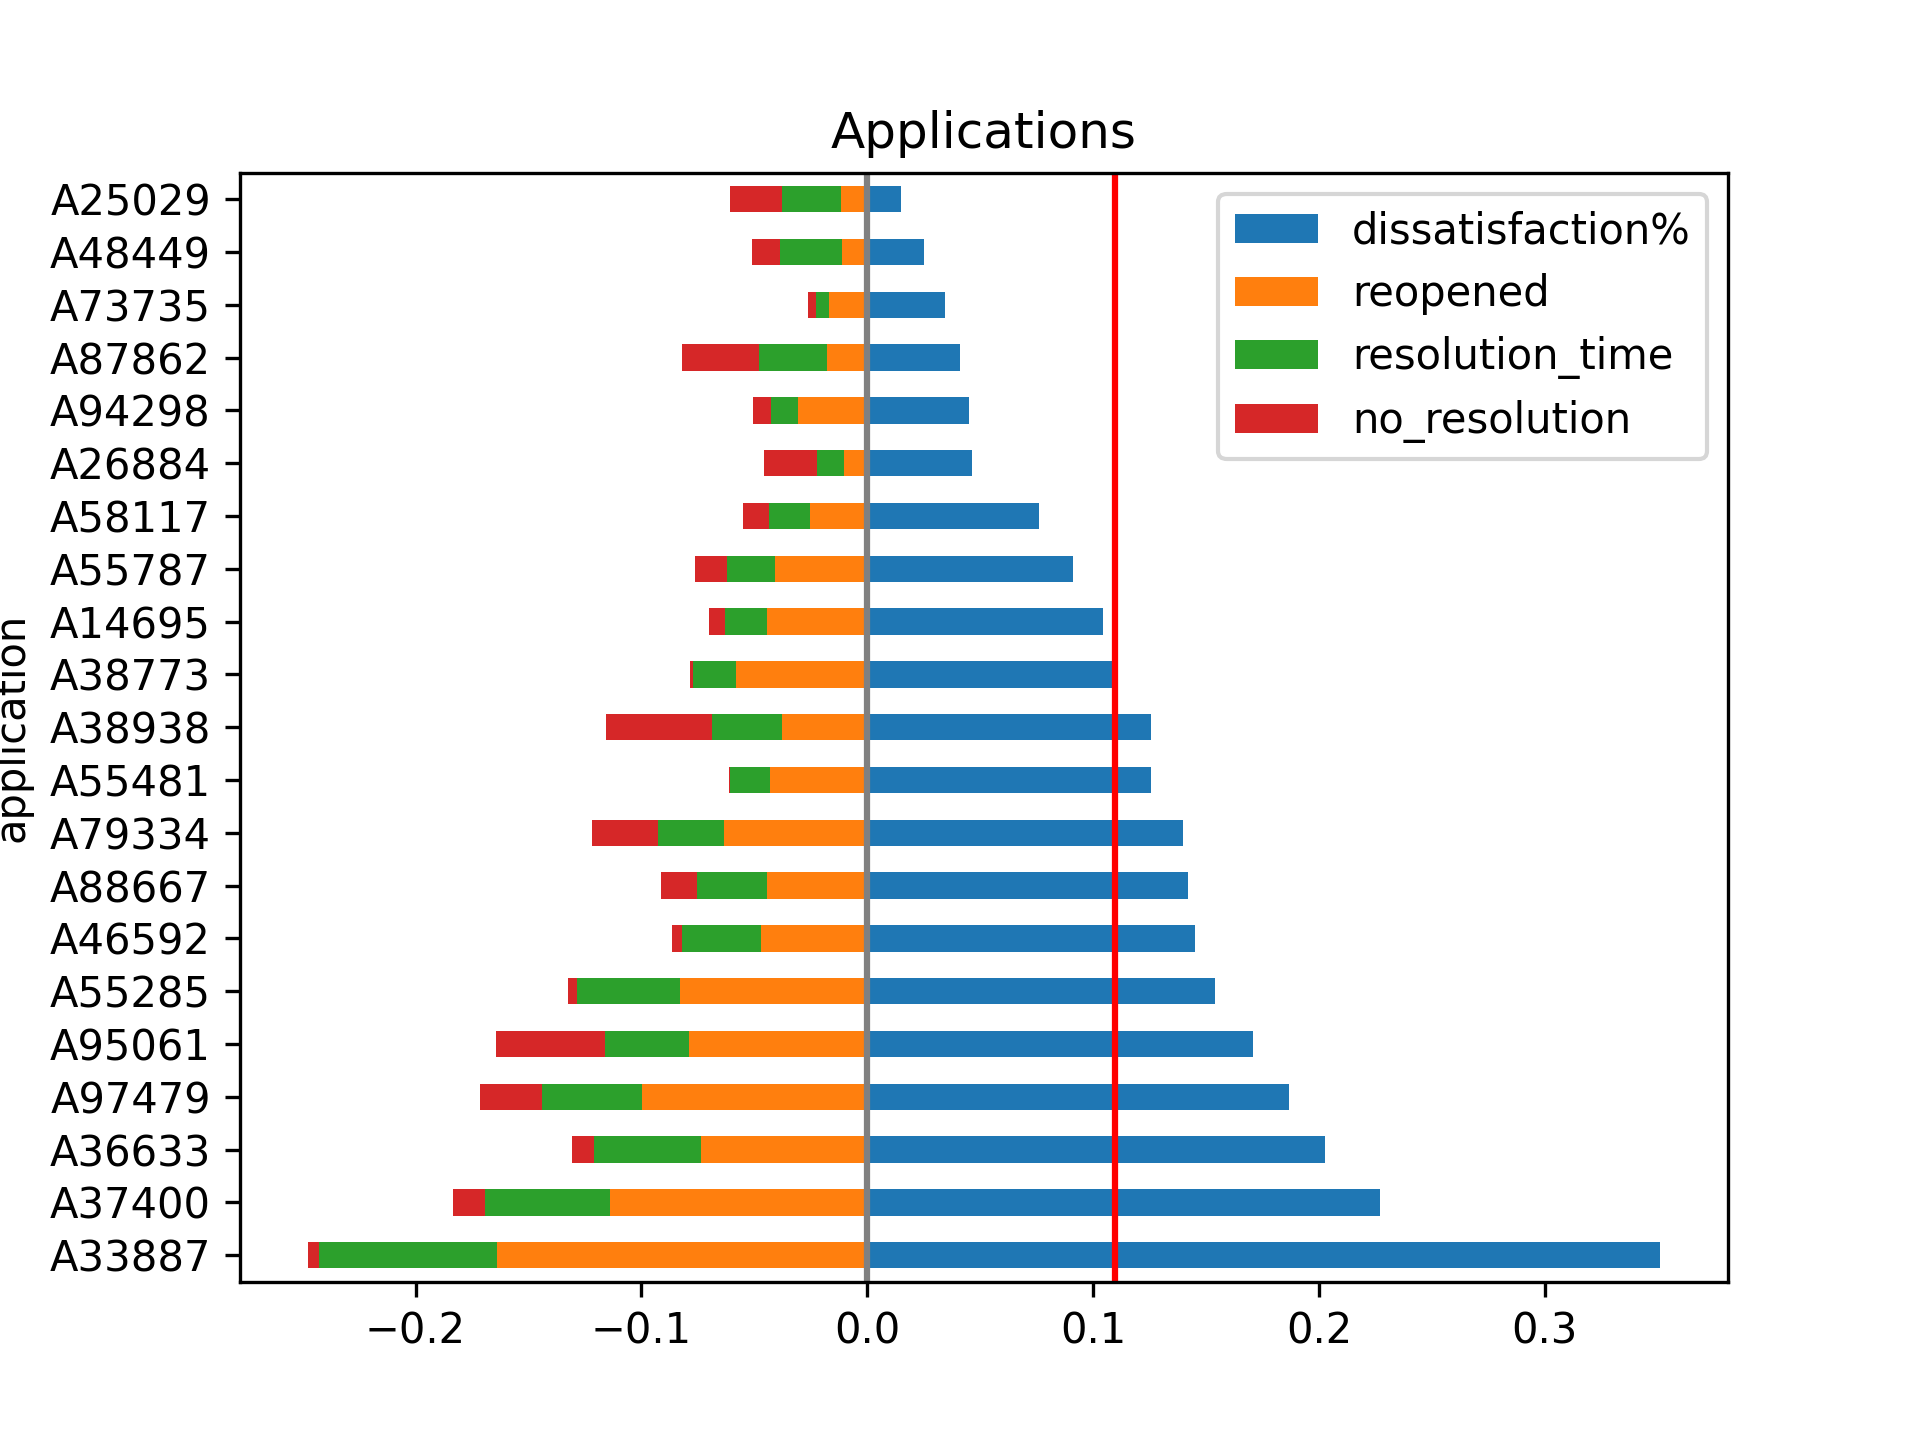 Applications
A25029
A48449
A73735
A87862
A94298
A26884
A58117
A55787
A14695
A38773
A38938
A55481
A79334
A88667
A46592
A55285
A95061
A97479
A36633
A37400
A33887
application
dissatisfaction%
reopened
resolution_time
no_resolution
−0.2 −0.1 0.0 0.1 0.2 0.3